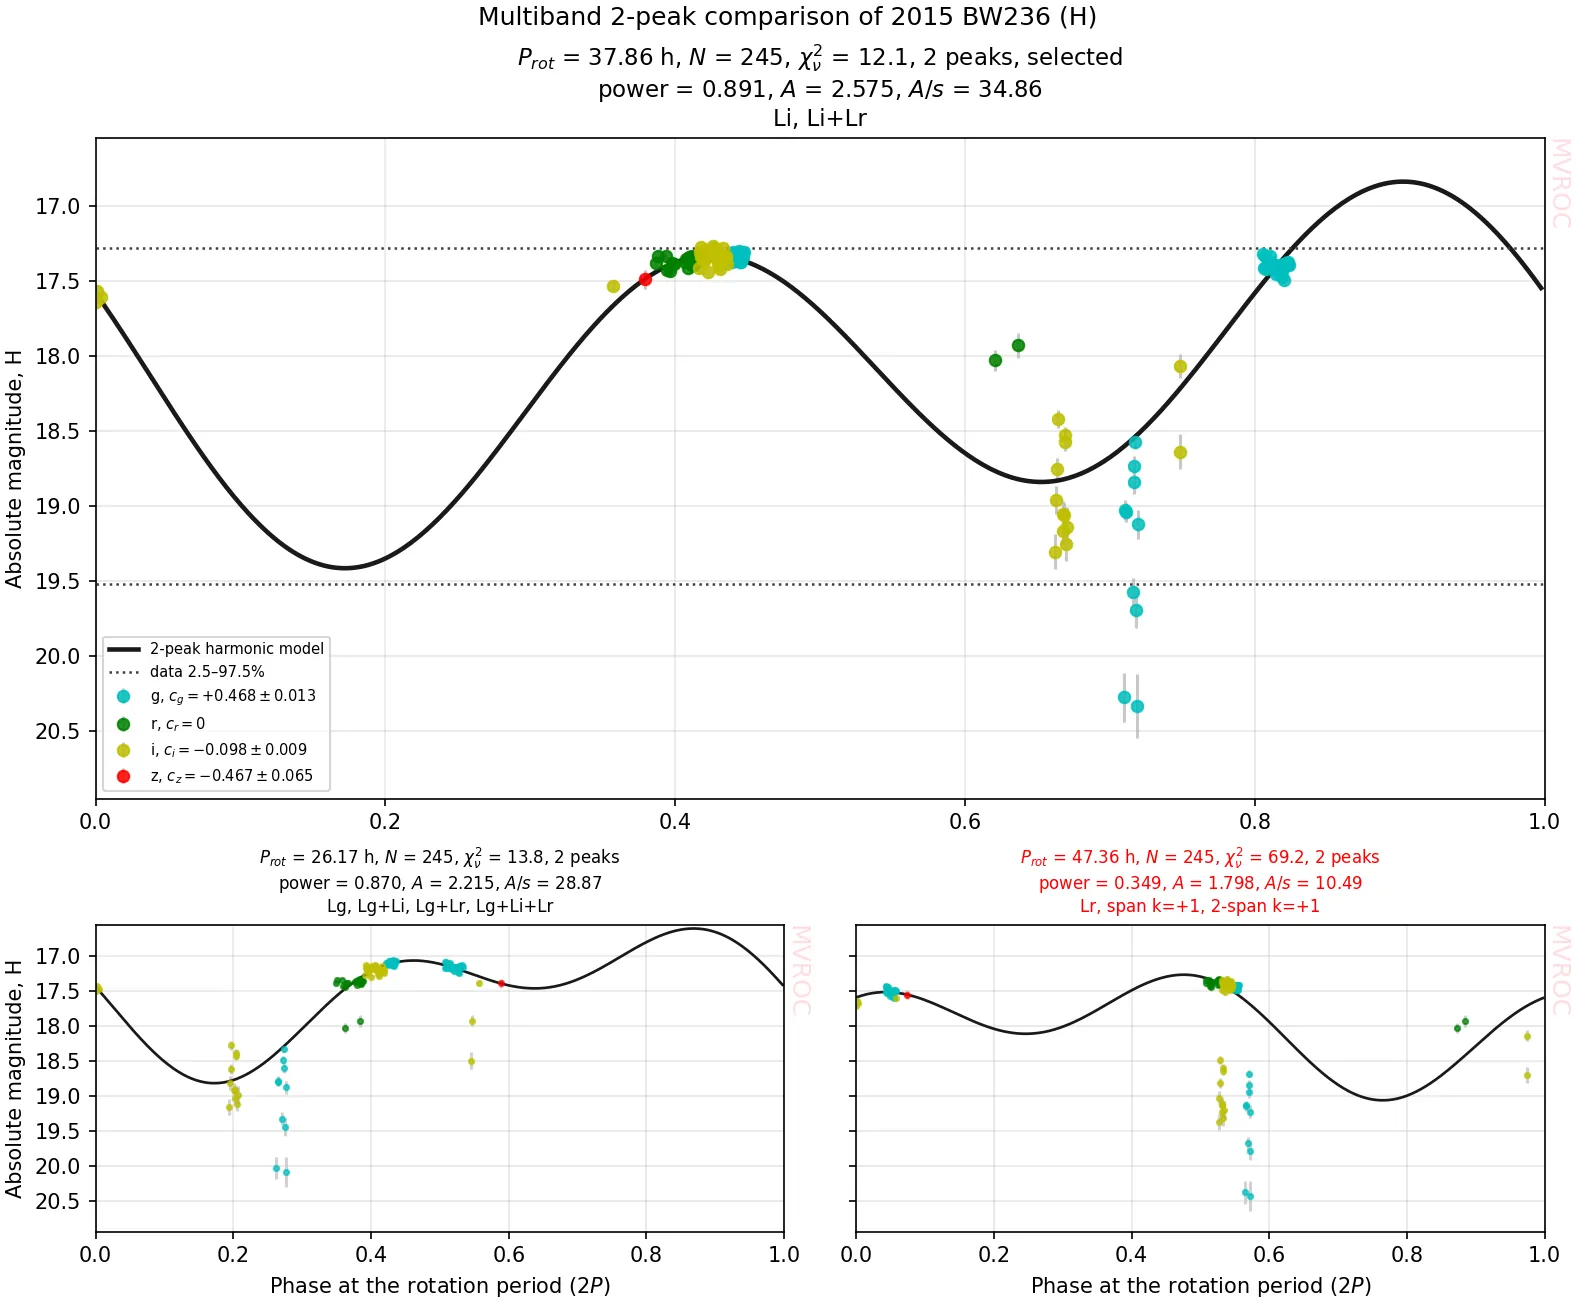 Multiband 2-peak comparison of 2015 BW236 (H)
P_rot = 37.86 h, N = 245, χ²_ν = 12.1, 2 peaks, selected
power = 0.891, A = 2.575, A/s = 34.86
Li, Li+Lr
MVROC
Absolute magnitude, H
17.0
17.5
18.0
18.5
19.0
19.5
20.0
20.5
2-peak harmonic model
data 2.5–97.5%
g, c_g = +0.468 ± 0.013
r, c_r = 0
i, c_i = −0.098 ± 0.009
z, c_z = −0.467 ± 0.065
0.0 0.2 0.4 0.6 0.8 1.0
P_rot = 26.17 h, N = 245, χ²_ν = 13.8, 2 peaks
power = 0.870, A = 2.215, A/s = 28.87
Lg, Lg+Li, Lg+Lr, Lg+Li+Lr
MVROC
Absolute magnitude, H
17.0
17.5
18.0
18.5
19.0
19.5
20.0
20.5
0.0 0.2 0.4 0.6 0.8 1.0
Phase at the rotation period (2P)
P_rot = 47.36 h, N = 245, χ²_ν = 69.2, 2 peaks
power = 0.349, A = 1.798, A/s = 10.49
Lr, span k=+1, 2-span k=+1
MVROC
0.0 0.2 0.4 0.6 0.8 1.0
Phase at the rotation period (2P)